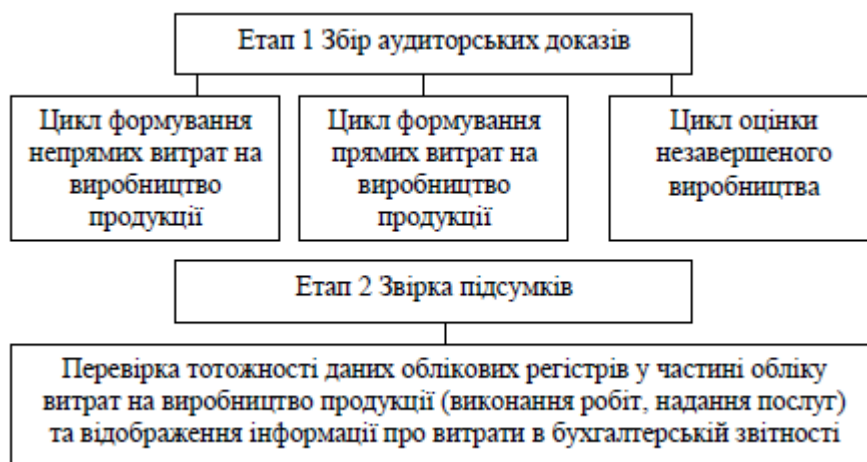 Етап 1 Збір аудиторських доказів
Цикл формування
непрямих витрат на
виробництво
продукції
Цикл формування
прямих витрат на
виробництво
продукції
Цикл оцінки
незавершеного
виробництва
Етап 2 Звірка підсумків
Перевірка тотожності даних облікових регістрів у частині обліку
витрат на виробництво продукції (виконання робіт, надання послуг)
та відображення інформації про витрати в бухгалтерській звітності